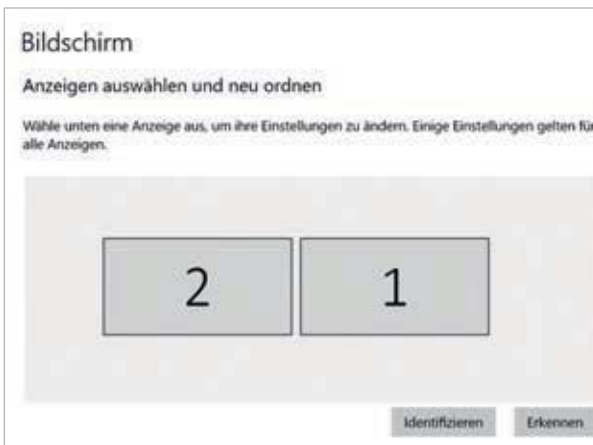 Bildschirm
Anzeigen auswählen und neu ordnen
Wähle unten eine Anzeige aus, um ihre Einstellungen zu ändern. Einige Einstellungen gelten für
alle Anzeigen.
2 1
Identifizieren Erkennen